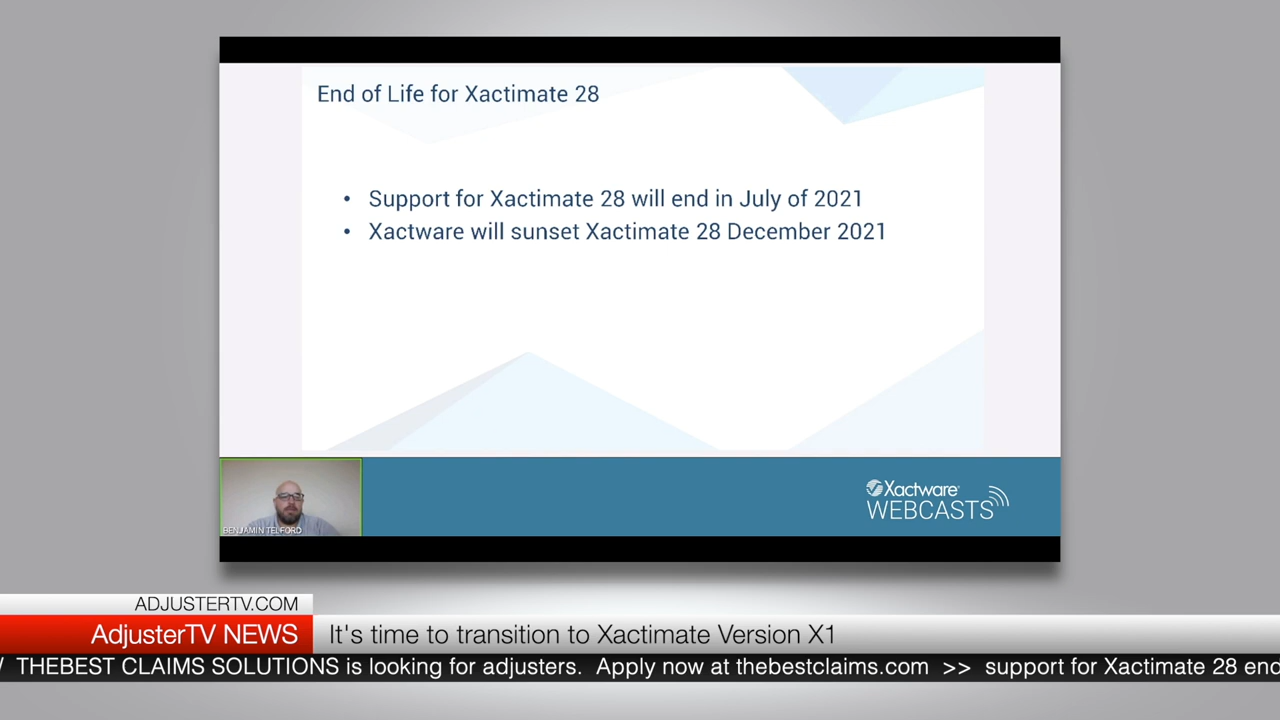 End of Life for Xactimate 28
• Support for Xactimate 28 will end in July of 2021
• Xactware will sunset Xactimate 28 December 2021
BENJAMIN TELFORD
Xactware
WEBCASTS
ADJUSTERTV.COM
AdjusterTV NEWS
It's time to transition to Xactimate Version X1
THEBEST CLAIMS SOLUTIONS is looking for adjusters. Apply now at thebestclaims.com >> support for Xactimate 28 end